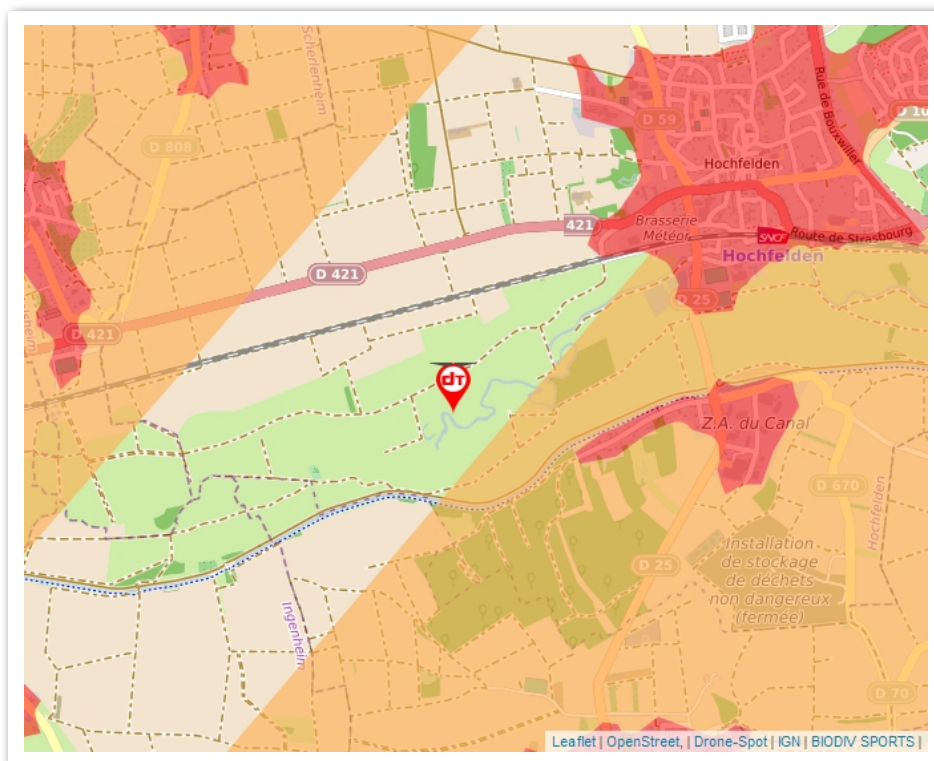 Scherlenheim
D 808
D 59
Rue de Bouxwiller
D 10
Hochfelden
421
Brasserie
Météor
SNCF
Route de Strasbourg
Hochfelden
D 421
D 25
D 421
dT
Z.A. du Canal
D 670
Hochfelden
Installation
de stockage
de déchets
non dangereux
(fermée)
D 25
Ingenheim
D 70
Leaflet | OpenStreet, | Drone-Spot | IGN | BIODIV SPORTS |